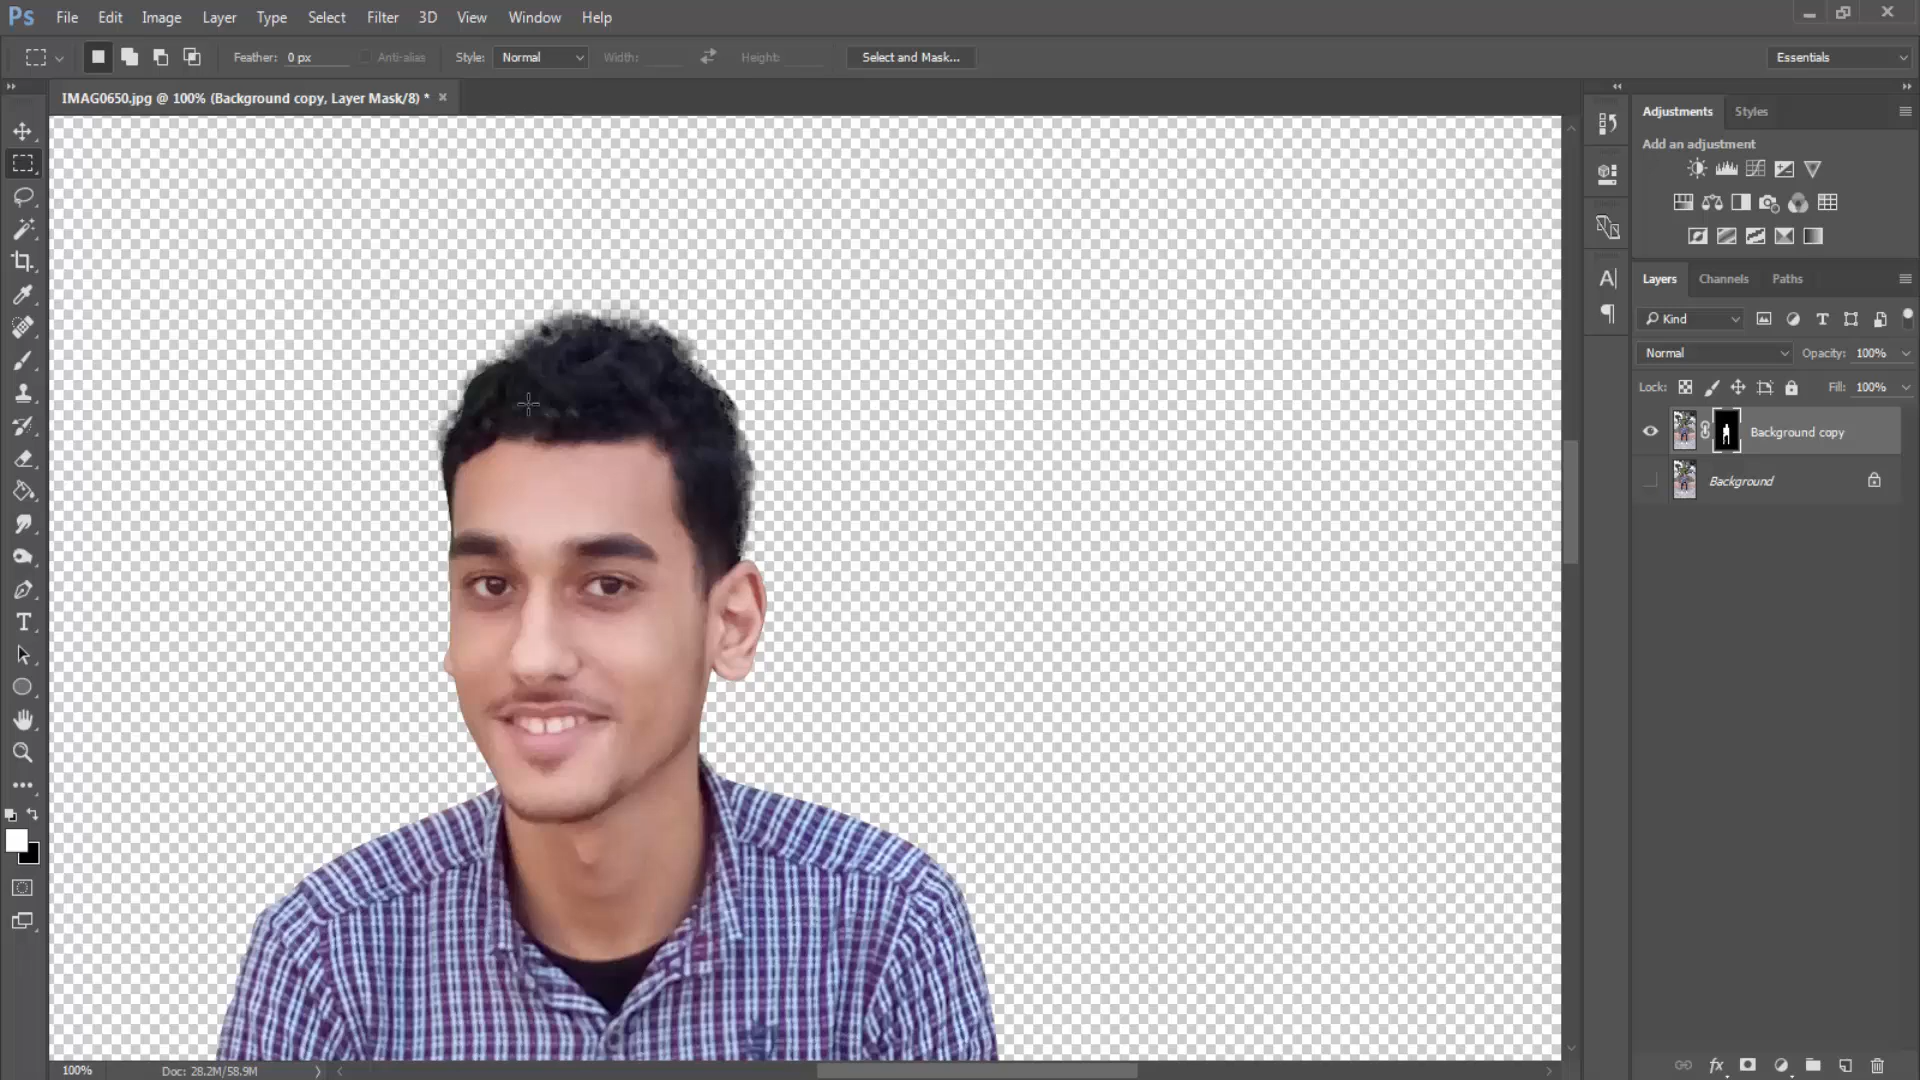 Ps File Edit Image Layer Type Select Filter 3D View Window Help
Feather: 0 px Anti-alias Style: Normal Width: Height: Select and Mask... Essentials
IMAG0650.jpg @ 100% (Background copy, Layer Mask/8) * ×
Adjustments Styles
Add an adjustment
Layers Channels Paths
Kind
Normal Opacity: 100%
Lock: Fill: 100%
Background copy
Background
100% Doc: 28.2M/58.9M